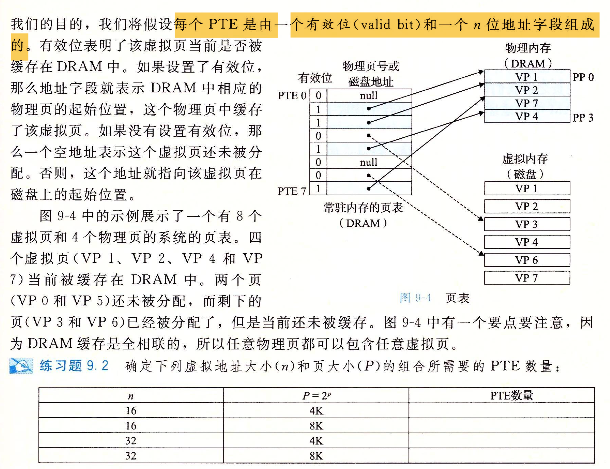 我们的目的，我们将假设每个 PTE 是由一个有效位(valid bit)和一个 n 位地址字段组成
的。有效位表明了该虚拟页当前是否被
缓存在 DRAM 中。如果设置了有效位，
那么地址字段就表示 DRAM 中相应的
物理页的起始位置，这个物理页中缓存
了该虚拟页。如果没有设置有效位，那
么一个空地址表示这个虚拟页还未被分
配。否则，这个地址就指向该虚拟页在
磁盘上的起始位置。
图 9-4 中的示例展示了一个有 8 个
虚拟页和 4 个物理页的系统的页表。四
个虚拟页(VP 1、VP 2、VP 4 和 VP
7)当前被缓存在 DRAM 中。两个页
(VP 0 和 VP 5)还未被分配，而剩下的
页(VP 3 和 VP 6)已经被分配了，但是当前还未被缓存。图 9-4 中有一个要点要注意，因
为 DRAM 缓存是全相联的，所以任意物理页都可以包含任意虚拟页。
有效位
物理页号或
磁盘地址
PTE 0 0 null
1
1
0
1
0 null
0
PTE 7 1
常驻内存的页表
(DRAM)
物理内存
(DRAM)
VP 1 PP 0
VP 2
VP 7
VP 4 PP 3
虚拟内存
(磁盘)
VP 1
VP 2
VP 3
VP 4
VP 6
VP 7
图 9-4 页表
练习题 9.2 确定下列虚拟地址大小(n)和页大小(P)的组合所需要的 PTE 数量：
n P=2ᵖ PTE数量
16 4K
16 8K
32 4K
32 8K